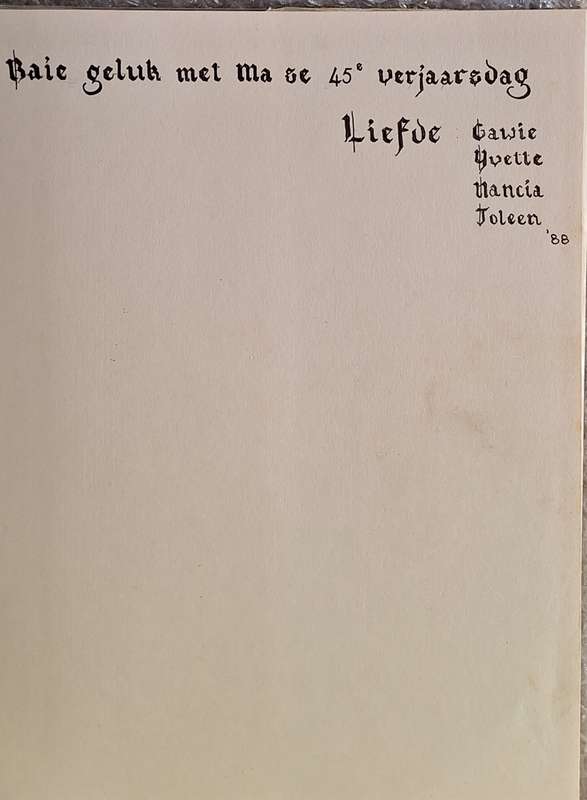 Baie geluk met Ma se 45e verjaarsdag
Liefde Gawie
Yvette
Nancia
Joleen
'88